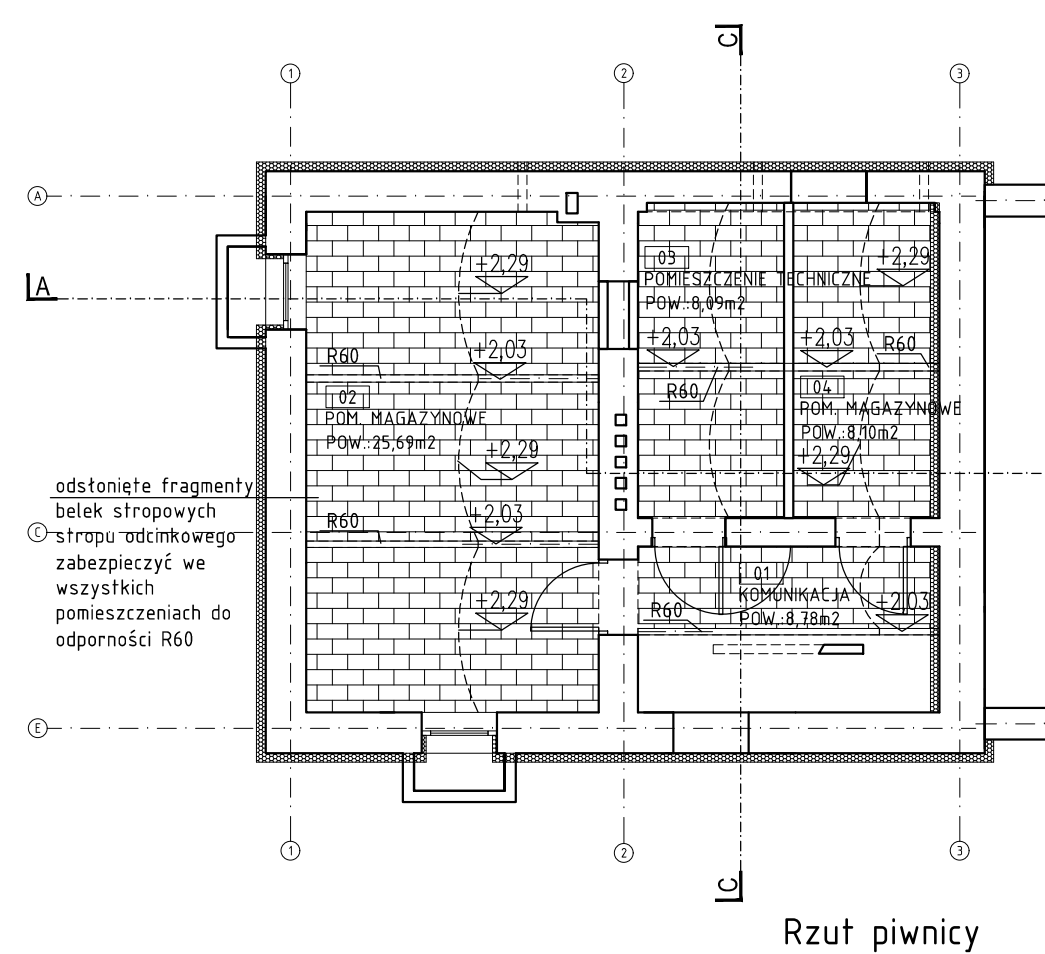 C
1
2
3
A
A
+2,29
03
+2,29
POMIESZCZENIE TECHNICZNE
POW.:8,09m2
+2,03
+2,03
+2,03
R60
R60
R60
02
04
POM. MAGAZYNOWE
POM. MAGAZYNOWE
POW.:25,69m2
POW.:8,10m2
+2,29
+2,29
odsłonięte fragmenty
belek stropowych
C
stropu odcinkowego
zabezpieczyć we
wszystkich
pomieszczeniach do
odporności R60
R60
+2,03
01
KOMUNIKACJA
POW.:8,78m2
+2,29
R60
+2,03
E
1
2
3
C
Rzut piwnicy